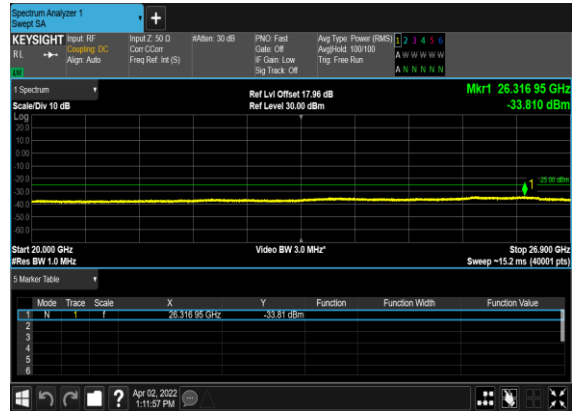 Spectrum Analyzer 1
Swept SA
+
KEYSIGHT Input: RF Input Z: 50 Ω #Atten: 30 dB PNO: Fast Avg Type: Power (RMS) 1 2 3 4 5 6
RL Coupling: DC Corr CCorr Gate: Off Avg|Hold: 100/100 A W W W W W
Align: Auto Freq Ref: Int (S) IF Gain: Low Trig: Free Run
Sig Track: Off A N N N N N
1 Spectrum Ref Lvl Offset 17.96 dB Mkr1 26.316 95 GHz
Scale/Div 10 dB Ref Level 30.00 dBm -33.810 dBm
Log
20.0
10.0
0.00
-10.0
-20.0
-30.0
-40.0
-50.0
-60.0
1 -25.00 dBm
Start 20.000 GHz Video BW 3.0 MHz* Stop 26.900 GHz
#Res BW 1.0 MHz Sweep ~15.2 ms (40001 pts)
5 Marker Table
Mode Trace Scale X Y Function Function Width Function Value
1 N 1 f 26.316 95 GHz -33.81 dBm
2
3
4
5
6
? Apr 02, 2022
1:11:57 PM